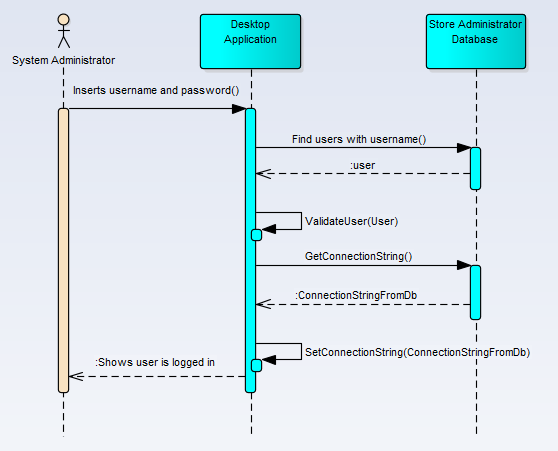 Desktop
Application
Store Administrator
Database
System Administrator
Inserts username and password()
Find users with username()
:user
ValidateUser(User)
GetConnectionString()
:ConnectionStringFromDb
SetConnectionString(ConnectionStringFromDb)
:Shows user is logged in